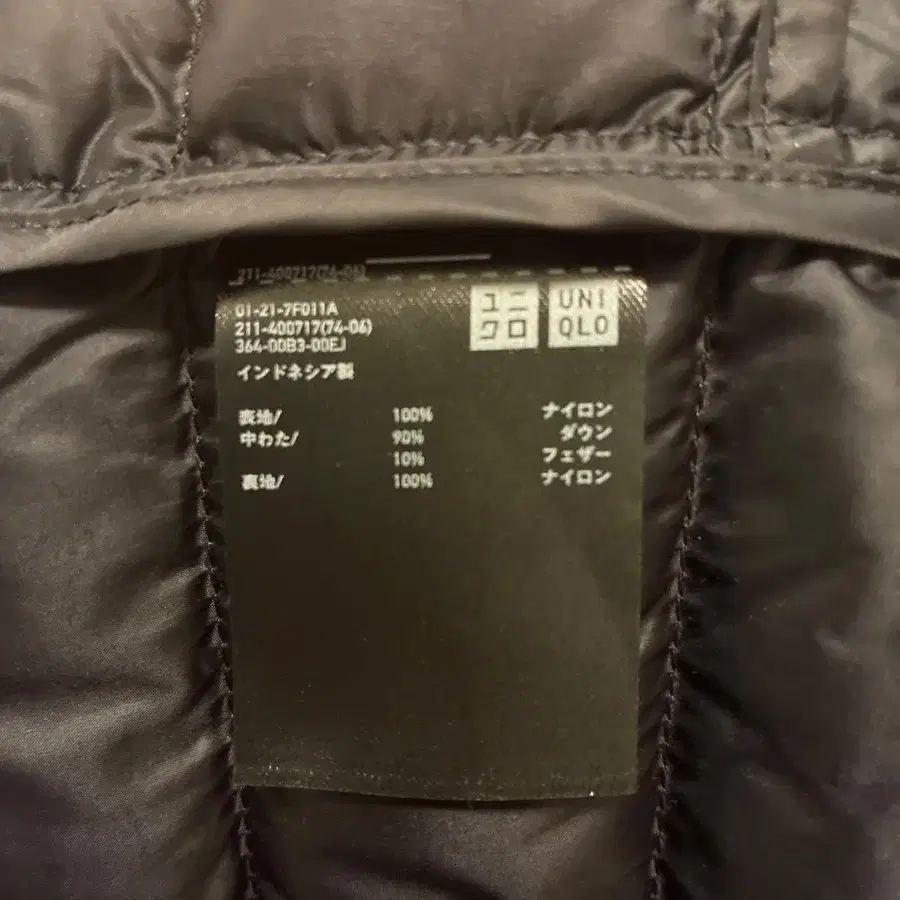 211-400717(74-06)
01-21-7F011A
211-400717(74-06)
364-00B3-00EJ
ユニ
クロ
UNI
QLO
インドネシア製
表地/ 100% ナイロン
中わた/ 90% ダウン
10% フェザー
裏地/ 100% ナイロン